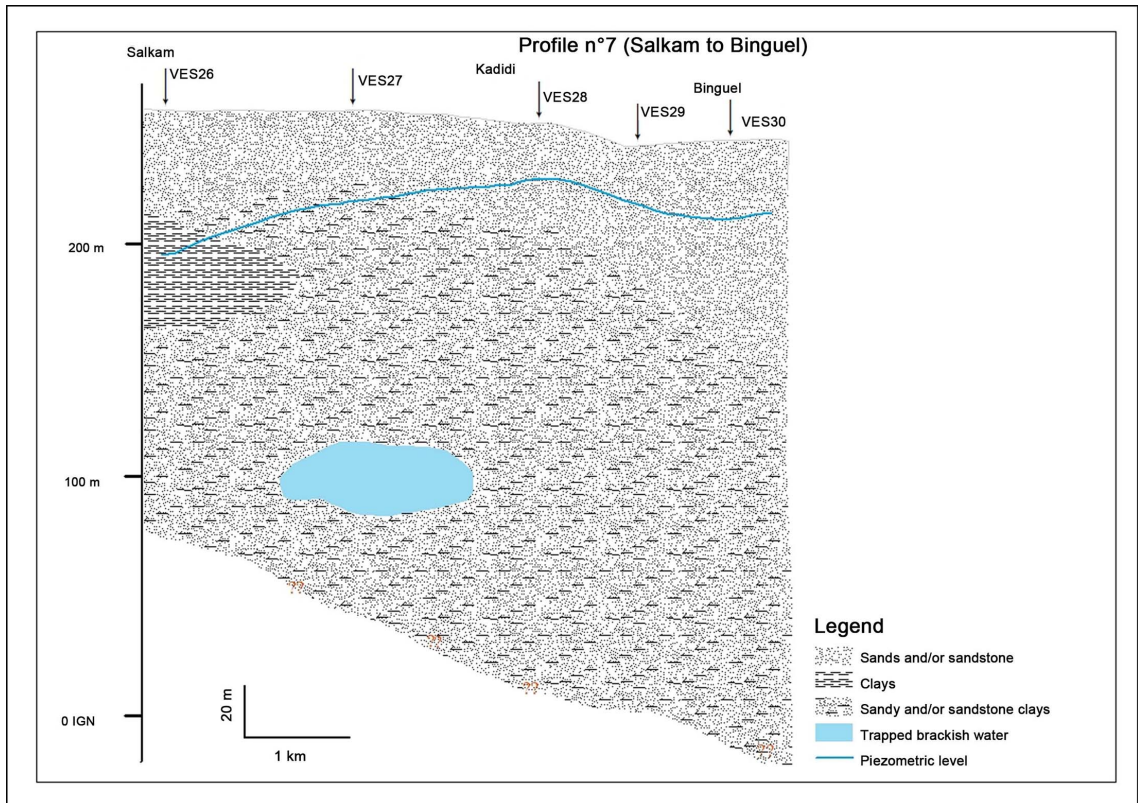 Profile n°7 (Salkam to Binguel)
Salkam
VES26
VES27
Kadidi
VES28
VES29
Binguel
VES30
200 m
100 m
0 IGN
20 m
1 km
??
??
??
??
Legend
Sands and/or sandstone
Clays
Sandy and/or sandstone clays
Trapped brackish water
Piezometric level